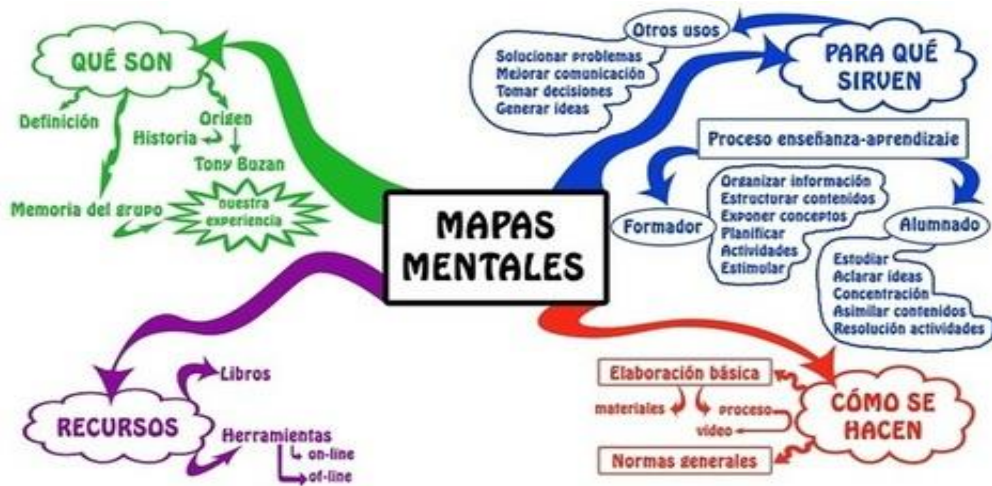 MAPAS
MENTALES
QUÉ SON
Definición
Origen
Historia
Tony Buzan
Memoria del grupo
nuestra
experiencia
PARA QUÉ
SIRVEN
Otros usos
Solucionar problemas
Mejorar comunicación
Tomar decisiones
Generar ideas
Proceso enseñanza-aprendizaje
Formador
Organizar información
Estructurar contenidos
Exponer conceptos
Planificar
Actividades
Estimular
Alumnado
Estudiar
Aclarar ideas
Concentración
Asimilar contenidos
Resolución actividades
CÓMO SE
HACEN
Elaboración básica
materiales
proceso
vídeo
Normas generales
RECURSOS
Libros
Herramientas
on-line
of-line